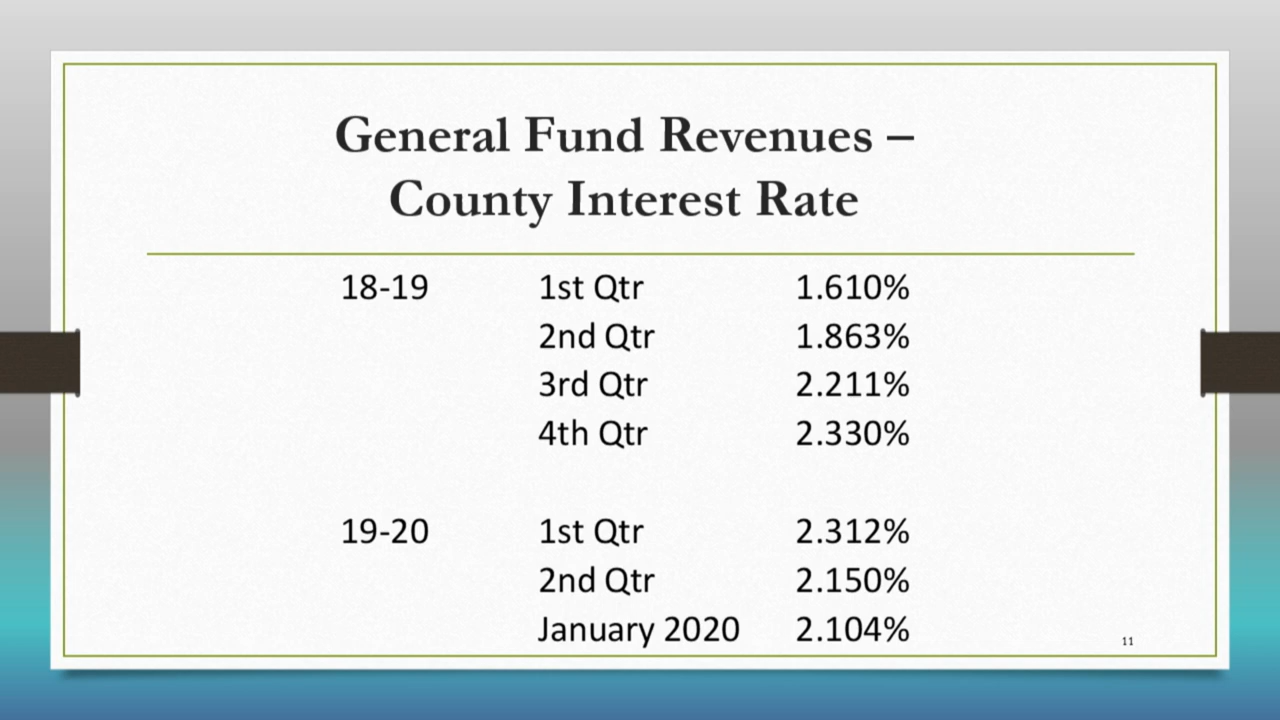 General Fund Revenues –
County Interest Rate
18-19 1st Qtr 1.610%
2nd Qtr 1.863%
3rd Qtr 2.211%
4th Qtr 2.330%
19-20 1st Qtr 2.312%
2nd Qtr 2.150%
January 2020 2.104%
11